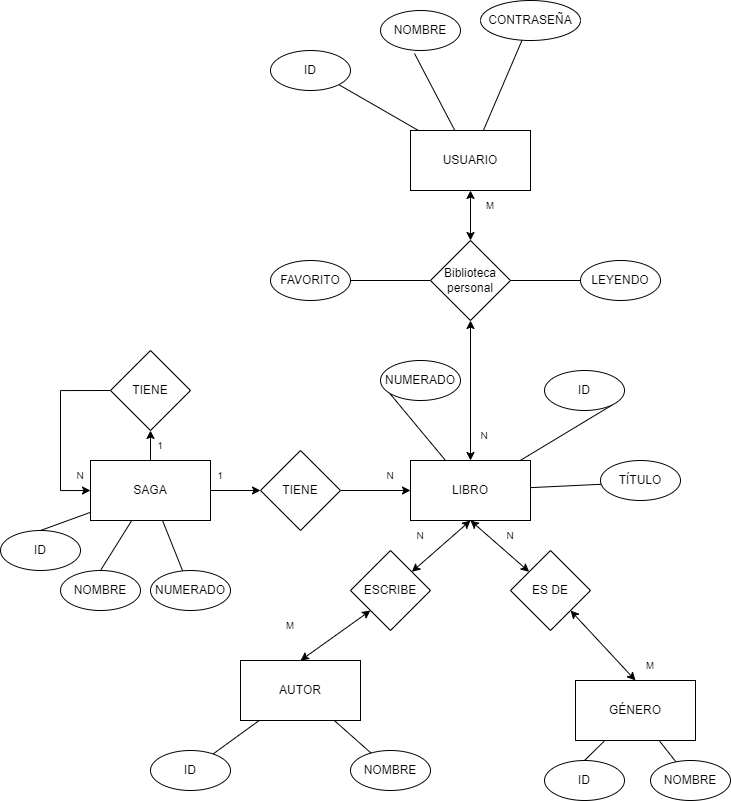 CONTRASEÑA
NOMBRE
ID
USUARIO
M
Biblioteca
personal
FAVORITO
LEYENDO
NUMERADO
ID
TIENE
1
N
N
SAGA
1
TIENE
N
LIBRO
TÍTULO
ID
NOMBRE
NUMERADO
N
N
ESCRIBE
ES DE
M
M
AUTOR
GÉNERO
ID
NOMBRE
ID
NOMBRE